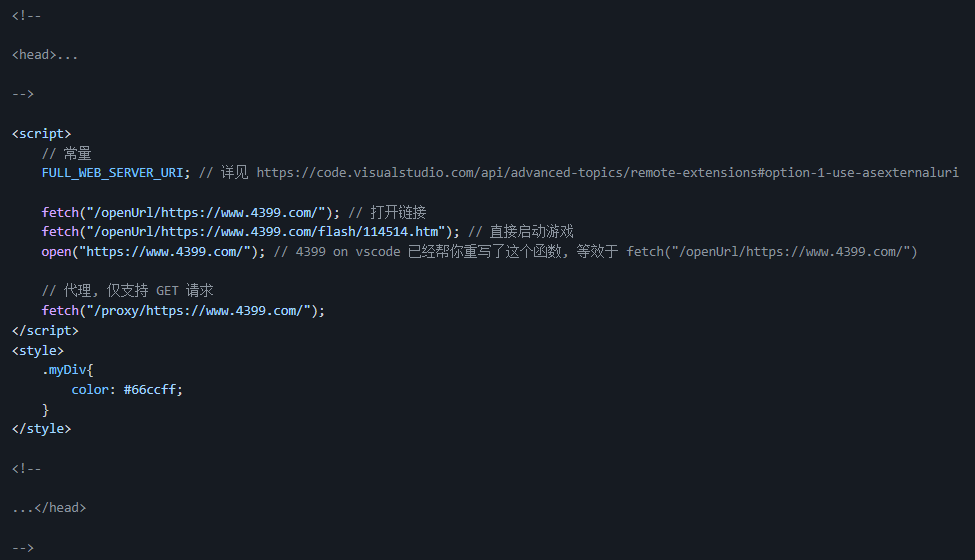 <!--
<head>...
-->
<script>
// 常量
FULL_WEB_SERVER_URI; // 详见 https://code.visualstudio.com/api/advanced-topics/remote-extensions#option-1-use-asexternaluri
fetch("/openUrl/https://www.4399.com/"); // 打开链接
fetch("/openUrl/https://www.4399.com/flash/114514.htm"); // 直接启动游戏
open("https://www.4399.com/"); // 4399 on vscode 已经帮你重写了这个函数, 等效于 fetch("/openUrl/https://www.4399.com/")
// 代理, 仅支持 GET 请求
fetch("/proxy/https://www.4399.com/");
</script>
<style>
.myDiv{
color: #66ccff;
}
</style>
<!--
...</head>
-->